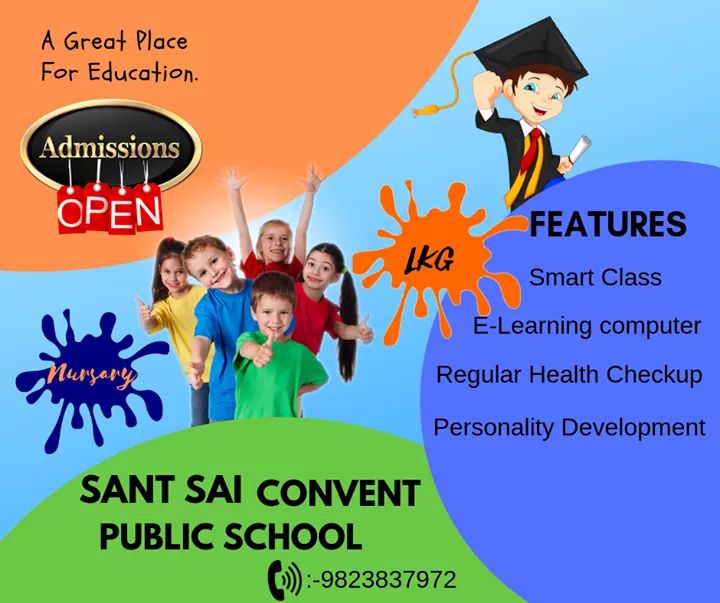 A Great Place
For Education.
Admissions
OPEN
LKG
Nursary
FEATURES
Smart Class
E-Learning computer
Regular Health Checkup
Personality Development
SANT SAI CONVENT
PUBLIC SCHOOL
:-9823837972